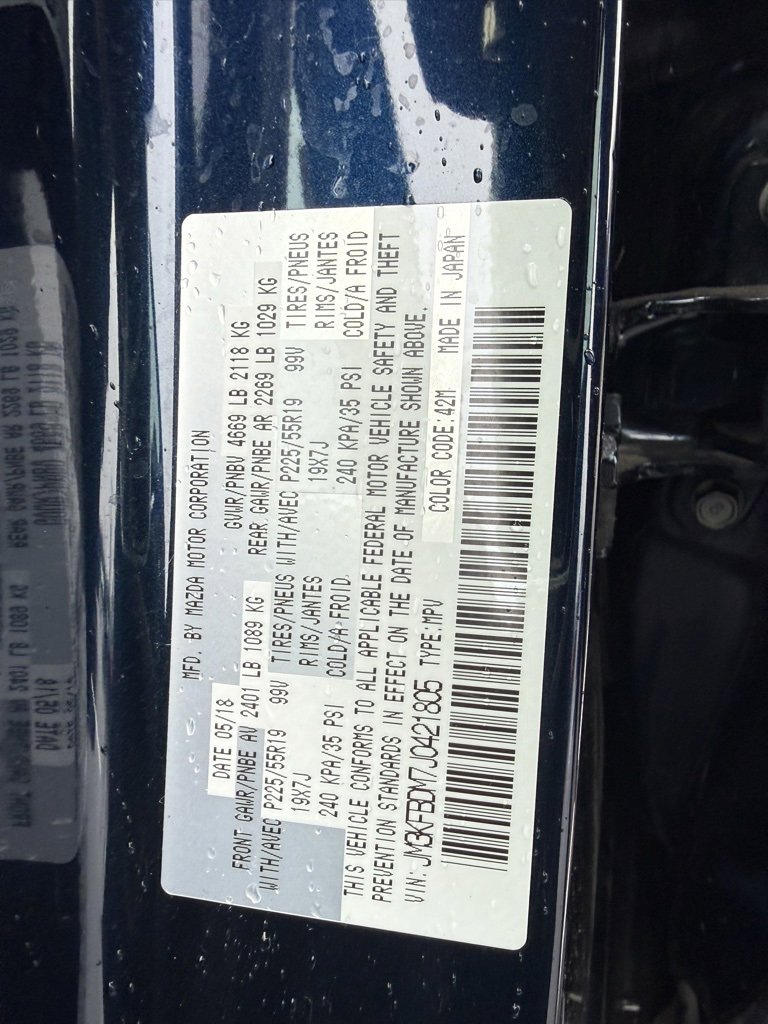 MFD. BY MAZDA MOTOR CORPORATION
DATE 05/18 GVWR/PNBV 4669 LB 2118 KG
FRONT GAWR/PNBE AV 2401 LB 1089 KG REAR GAWR/PNBE AR 2269 LB 1029 KG
WITH/AVEC P225/55R19 99V TIRES/PNEUS WITH/AVEC P225/55R19 99V TIRES/PNEUS
19X7J RIMS/JANTES 19X7J RIMS/JANTES
240 KPA/35 PSI COLD/A FROID. 240 KPA/35 PSI COLD/A FROID
THIS VEHICLE CONFORMS TO ALL APPLICABLE FEDERAL MOTOR VEHICLE SAFETY AND THEFT
PREVENTION STANDARDS IN EFFECT ON THE DATE OF MANUFACTURE SHOWN ABOVE.
VIN: JM3KFBDM7J0421805 TYPE:MPV COLOR CODE:42M MADE IN JAPAN